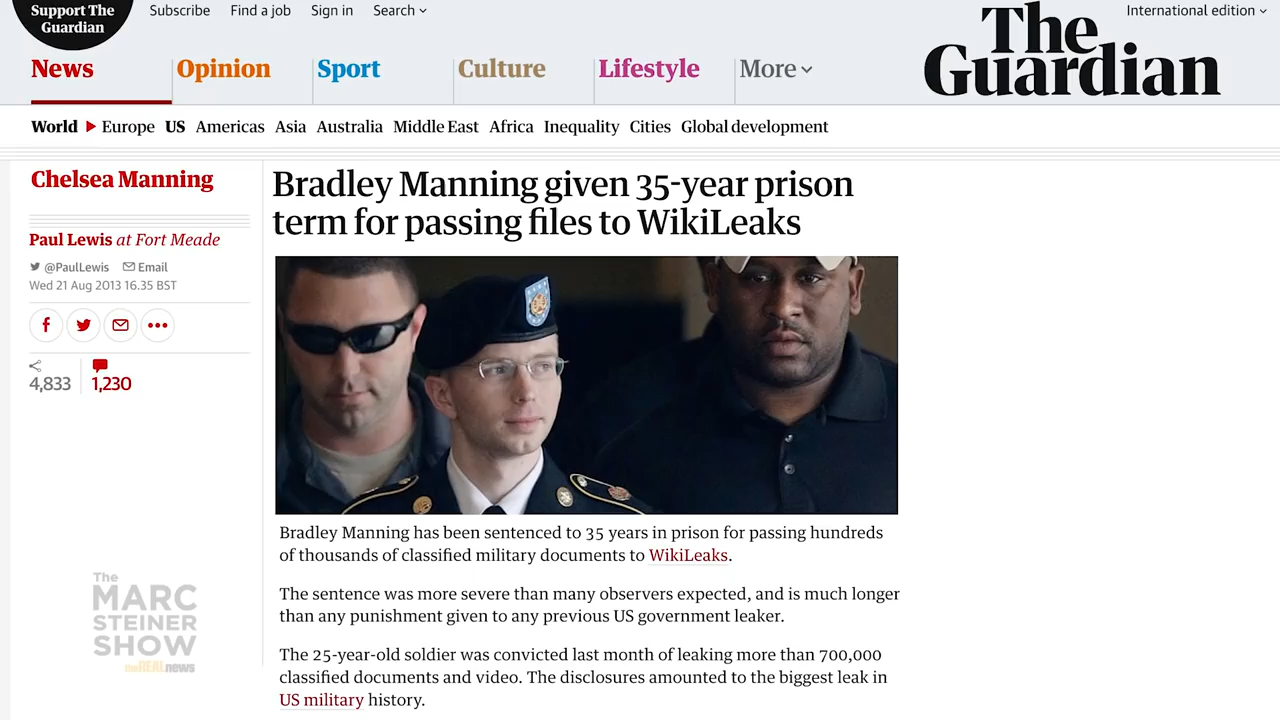 Support The
Guardian
Subscribe Find a job Sign in Search
International edition
The
Guardian
News Opinion Sport Culture Lifestyle More
World Europe US Americas Asia Australia Middle East Africa Inequality Cities Global development
Chelsea Manning
Paul Lewis at Fort Meade
@PaulLewis Email
Wed 21 Aug 2013 16.35 BST
4,833 1,230
Bradley Manning given 35-year prison
term for passing files to WikiLeaks
Bradley Manning has been sentenced to 35 years in prison for passing hundreds
of thousands of classified military documents to WikiLeaks.
The sentence was more severe than many observers expected, and is much longer
than any punishment given to any previous US government leaker.
The 25-year-old soldier was convicted last month of leaking more than 700,000
classified documents and video. The disclosures amounted to the biggest leak in
US military history.
The
MARC
STEINER
SHOW
theREALnews